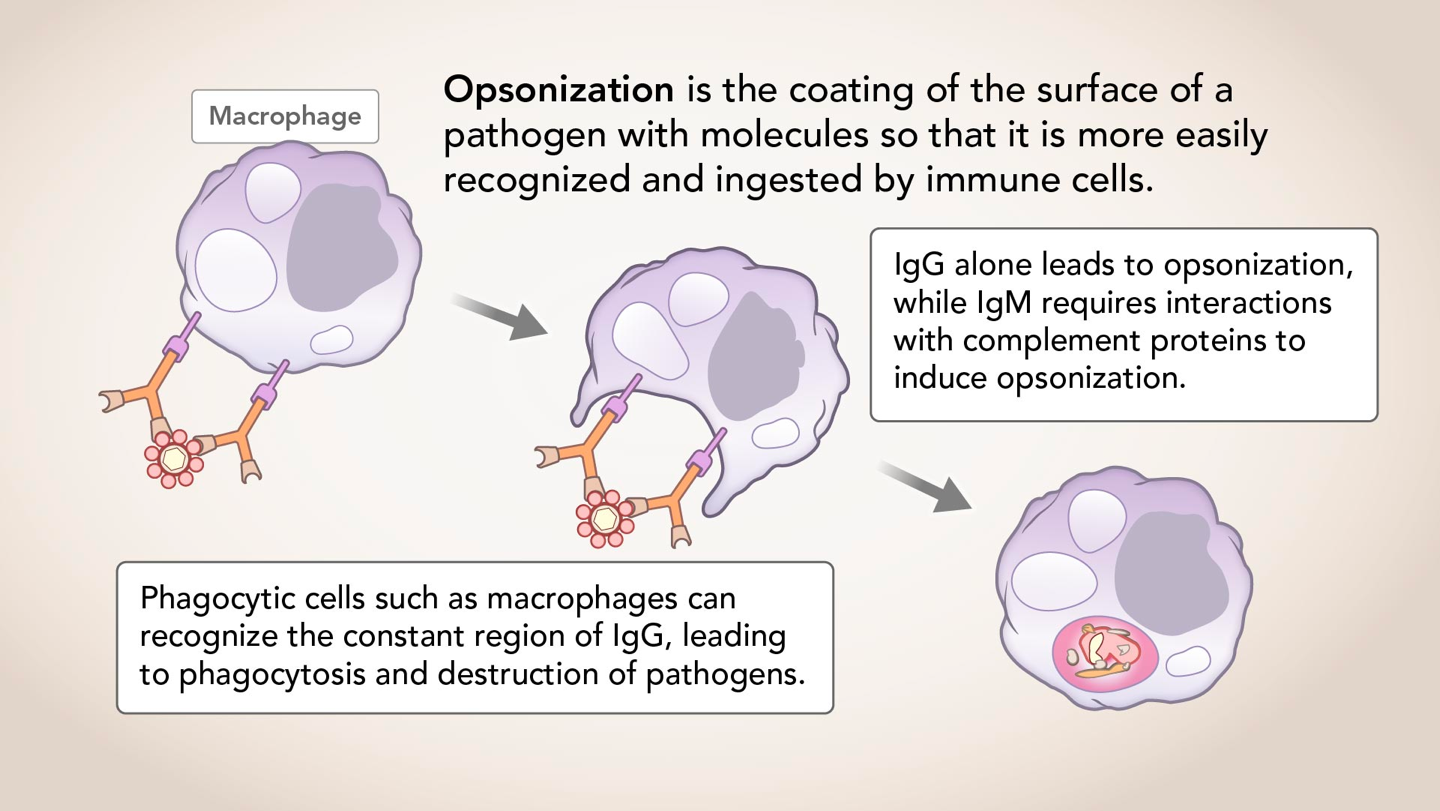 Macrophage
Opsonization is the coating of the surface of a
pathogen with molecules so that it is more easily
recognized and ingested by immune cells.
IgG alone leads to opsonization,
while IgM requires interactions
with complement proteins to
induce opsonization.
Phagocytic cells such as macrophages can
recognize the constant region of IgG, leading
to phagocytosis and destruction of pathogens.